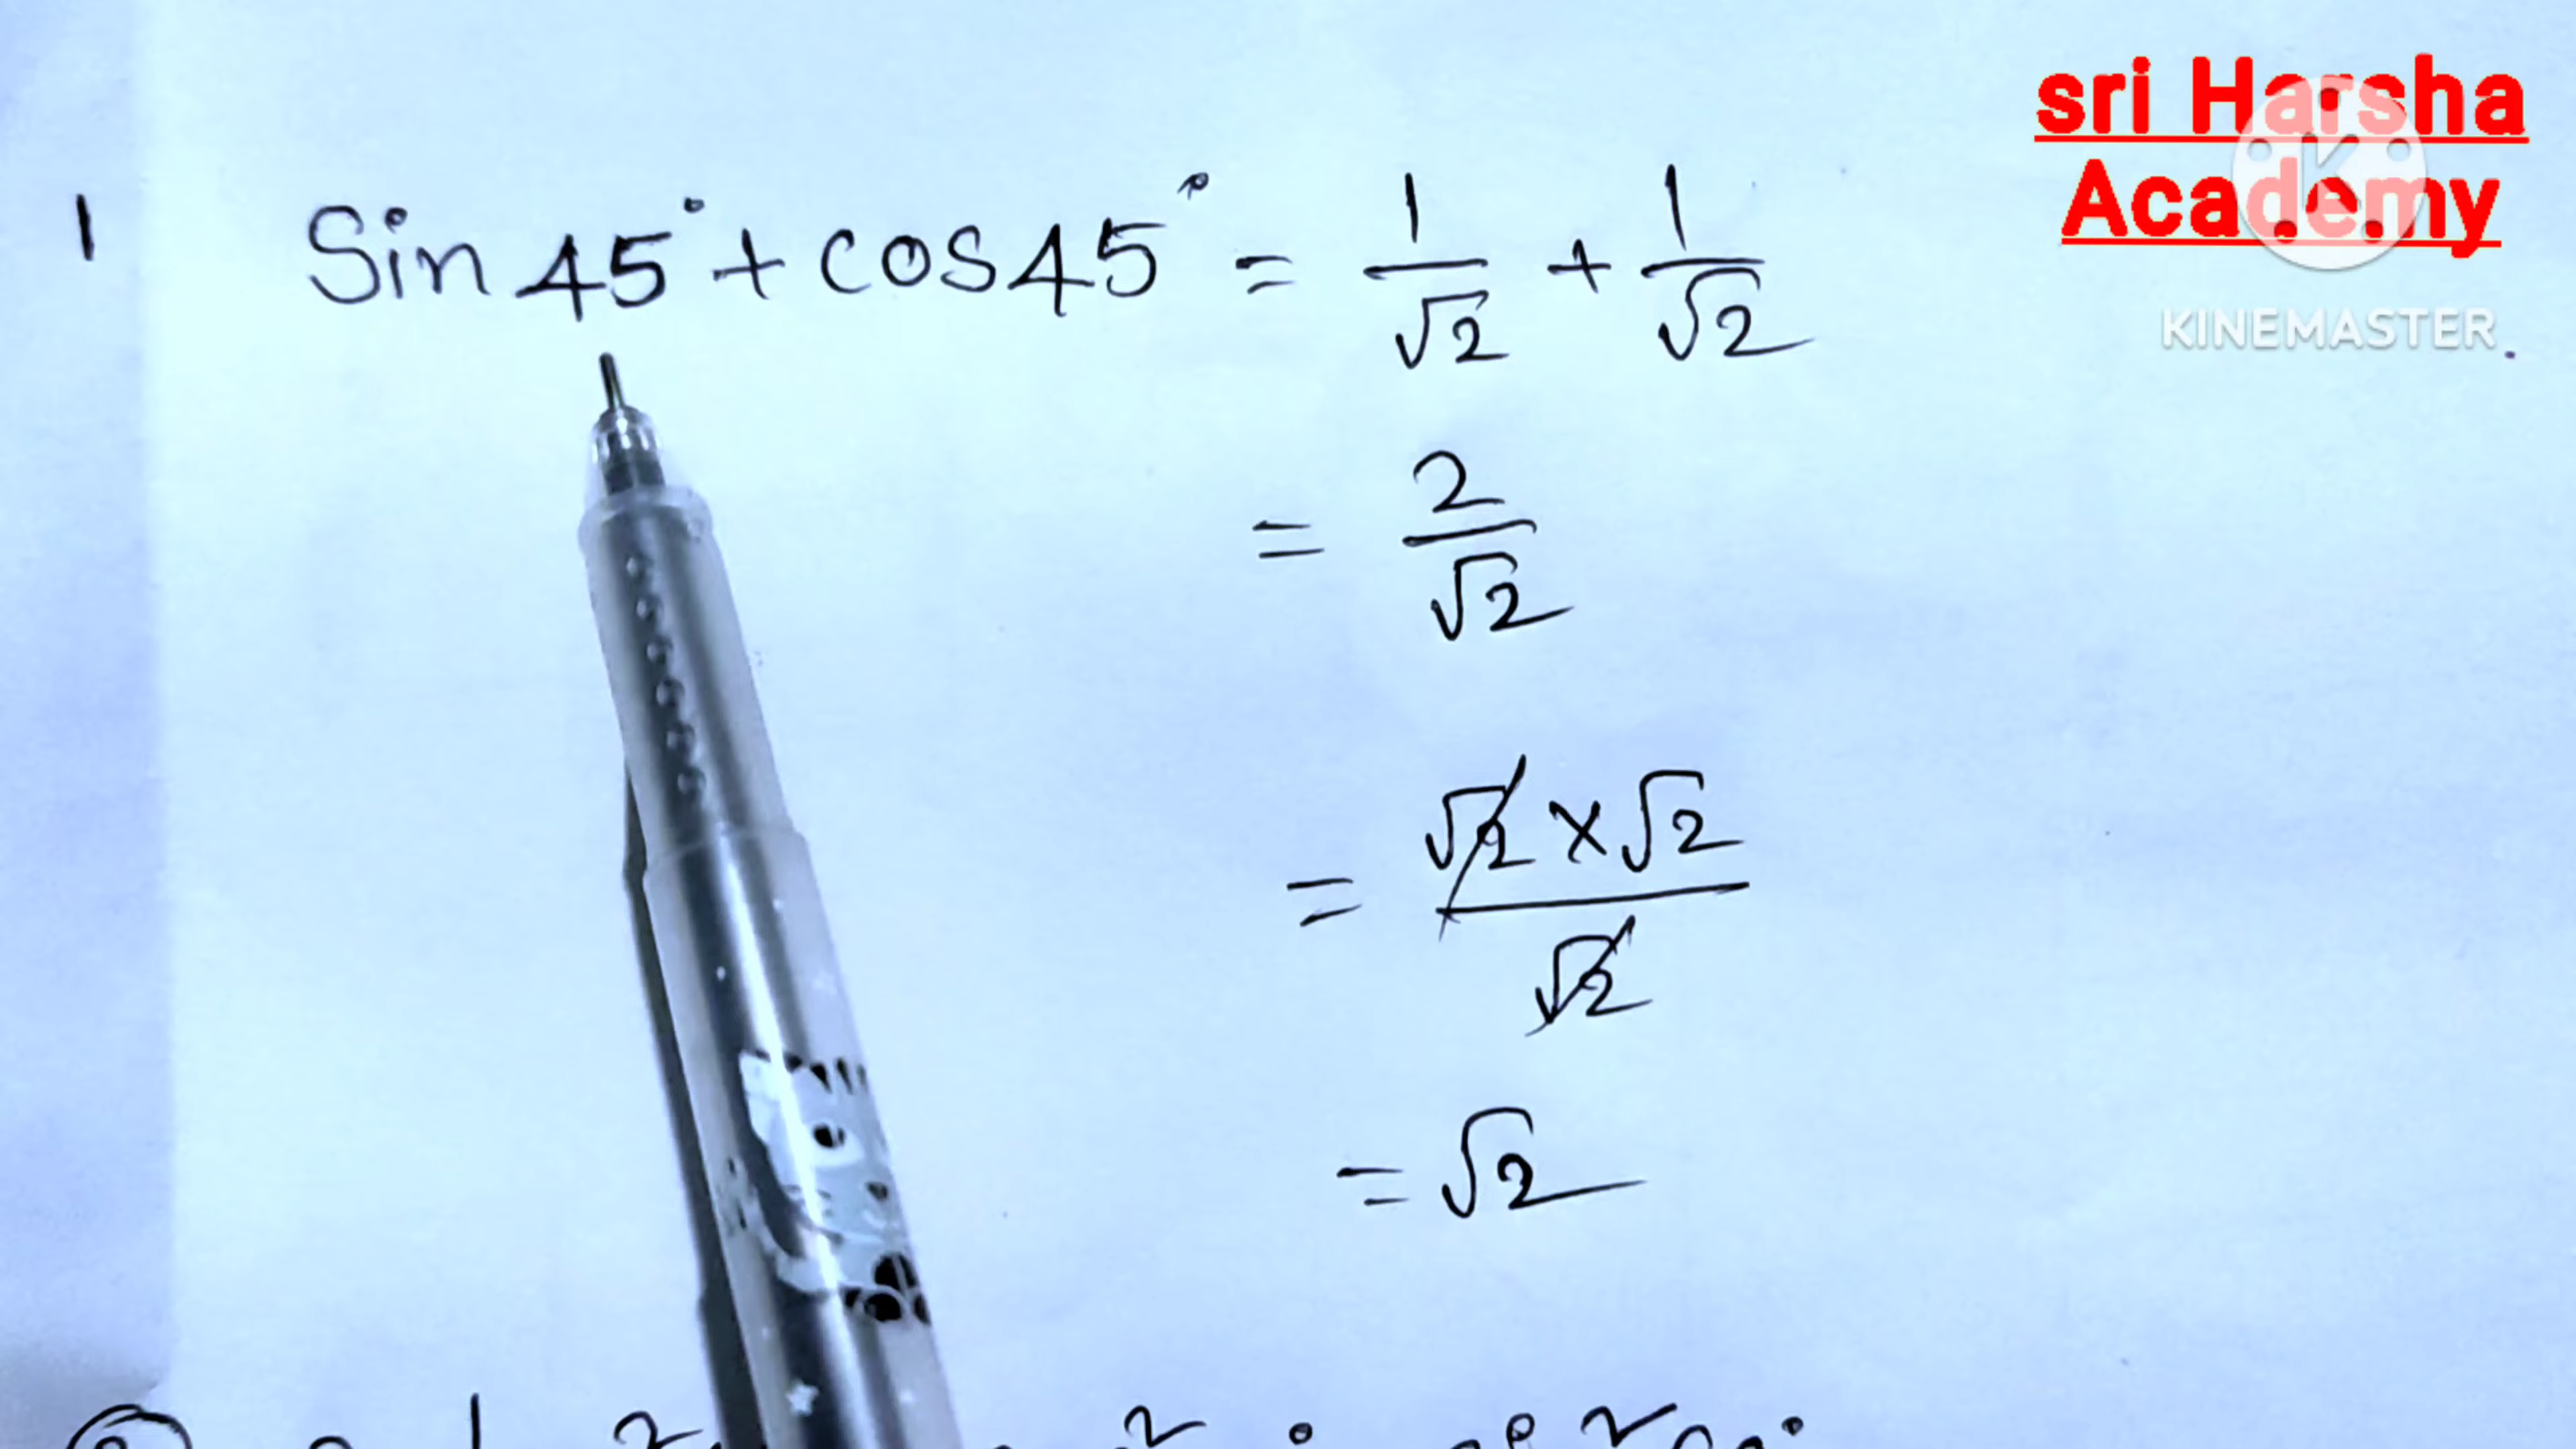 sri Harsha
Academy
KINEMASTER
1 Sin 45° + cos 45° = 1/√2 + 1/√2
= 2/√2
= √2 × √2 / √2
= √2